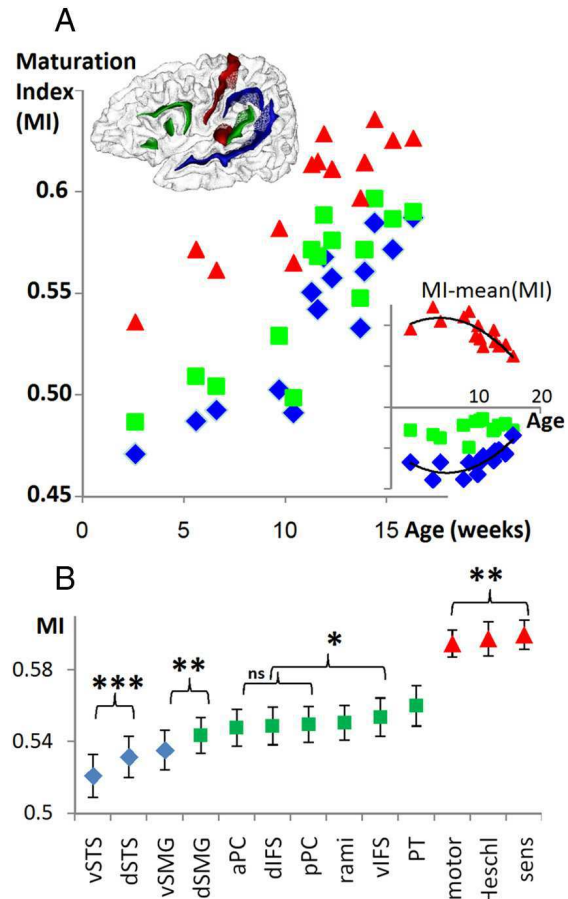 A
Maturation
Index
(MI)
0.6
0.55
0.50
0.45
0
5
10
15
Age (weeks)
MI-mean(MI)
10
20
Age
B
MI
0.58
0.54
0.5
***
**
ns
*
**
vSTS
dSTS
vSMG
dSMG
aPC
dIFS
pPC
rami
vIFS
PT
motor
Heschl
sens